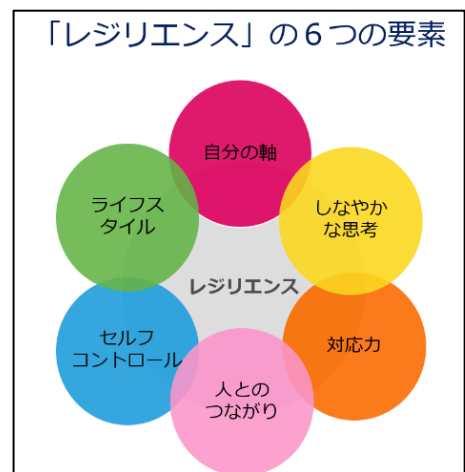 「レジリエンス」の６つの要素
自分の軸
ライフス
タイル
しなやか
な思考
レジリエンス
セルフ
コントロール
対応力
人との
つながり